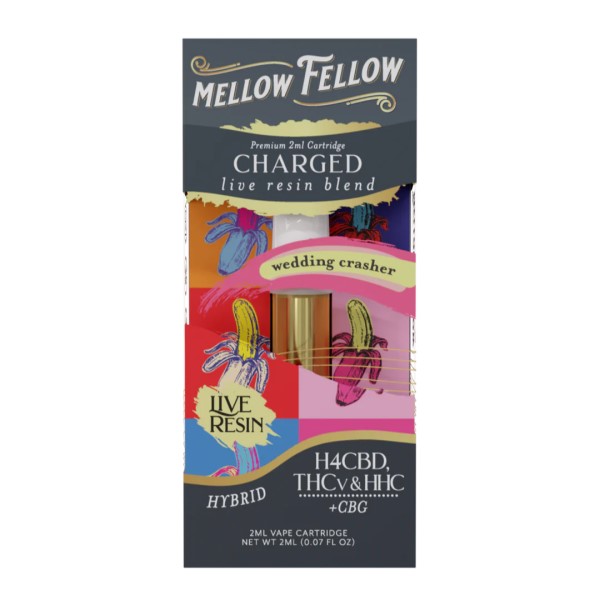 MELLOW FELLOW
Premium 2ml Cartridge
CHARGED
live resin blend
wedding crasher
LIVE
RESIN
HYBRID
H4CBD,
THCV & HHC
+CBG
2ML VAPE CARTRIDGE
NET WT 2ML (0.07 FL OZ)